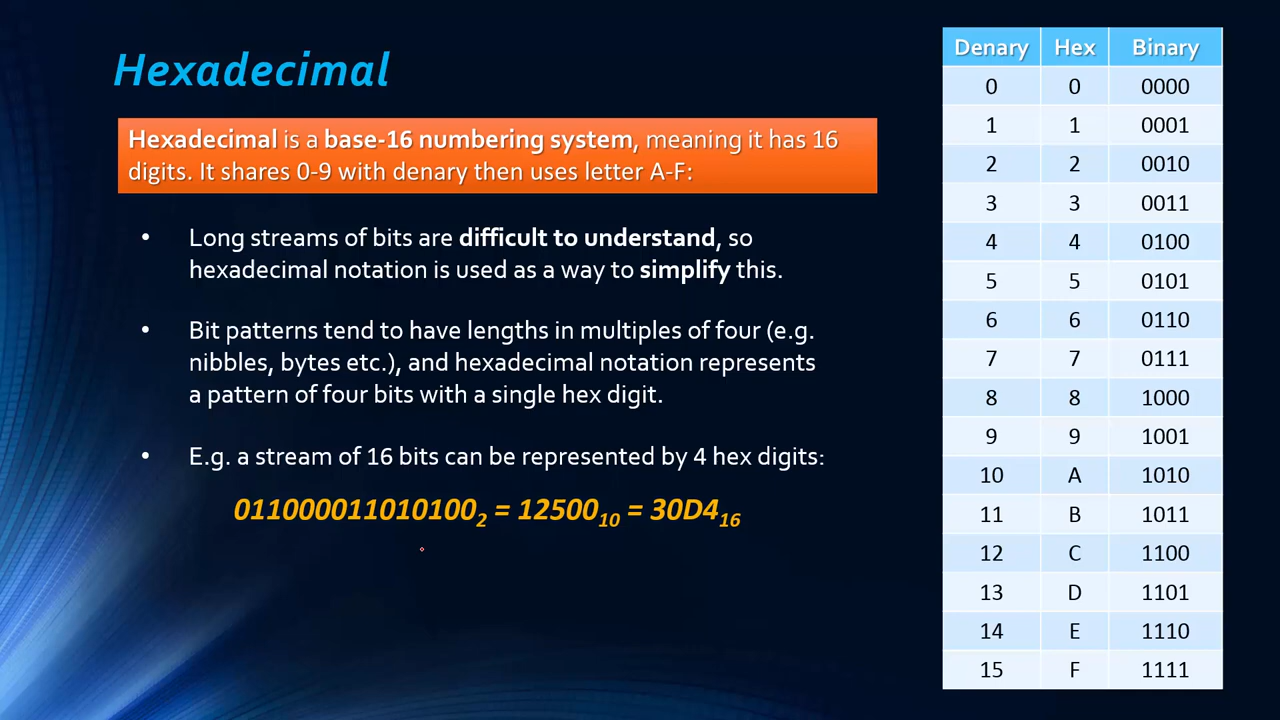 Hexadecimal
Hexadecimal is a base-16 numbering system, meaning it has 16
digits. It shares 0-9 with denary then uses letter A-F:
• Long streams of bits are difficult to understand, so
hexadecimal notation is used as a way to simplify this.
• Bit patterns tend to have lengths in multiples of four (e.g.
nibbles, bytes etc.), and hexadecimal notation represents
a pattern of four bits with a single hex digit.
• E.g. a stream of 16 bits can be represented by 4 hex digits:
011000011010100₂ = 12500₁₀ = 30D4₁₆
Denary Hex Binary
0 0 0000
1 1 0001
2 2 0010
3 3 0011
4 4 0100
5 5 0101
6 6 0110
7 7 0111
8 8 1000
9 9 1001
10 A 1010
11 B 1011
12 C 1100
13 D 1101
14 E 1110
15 F 1111